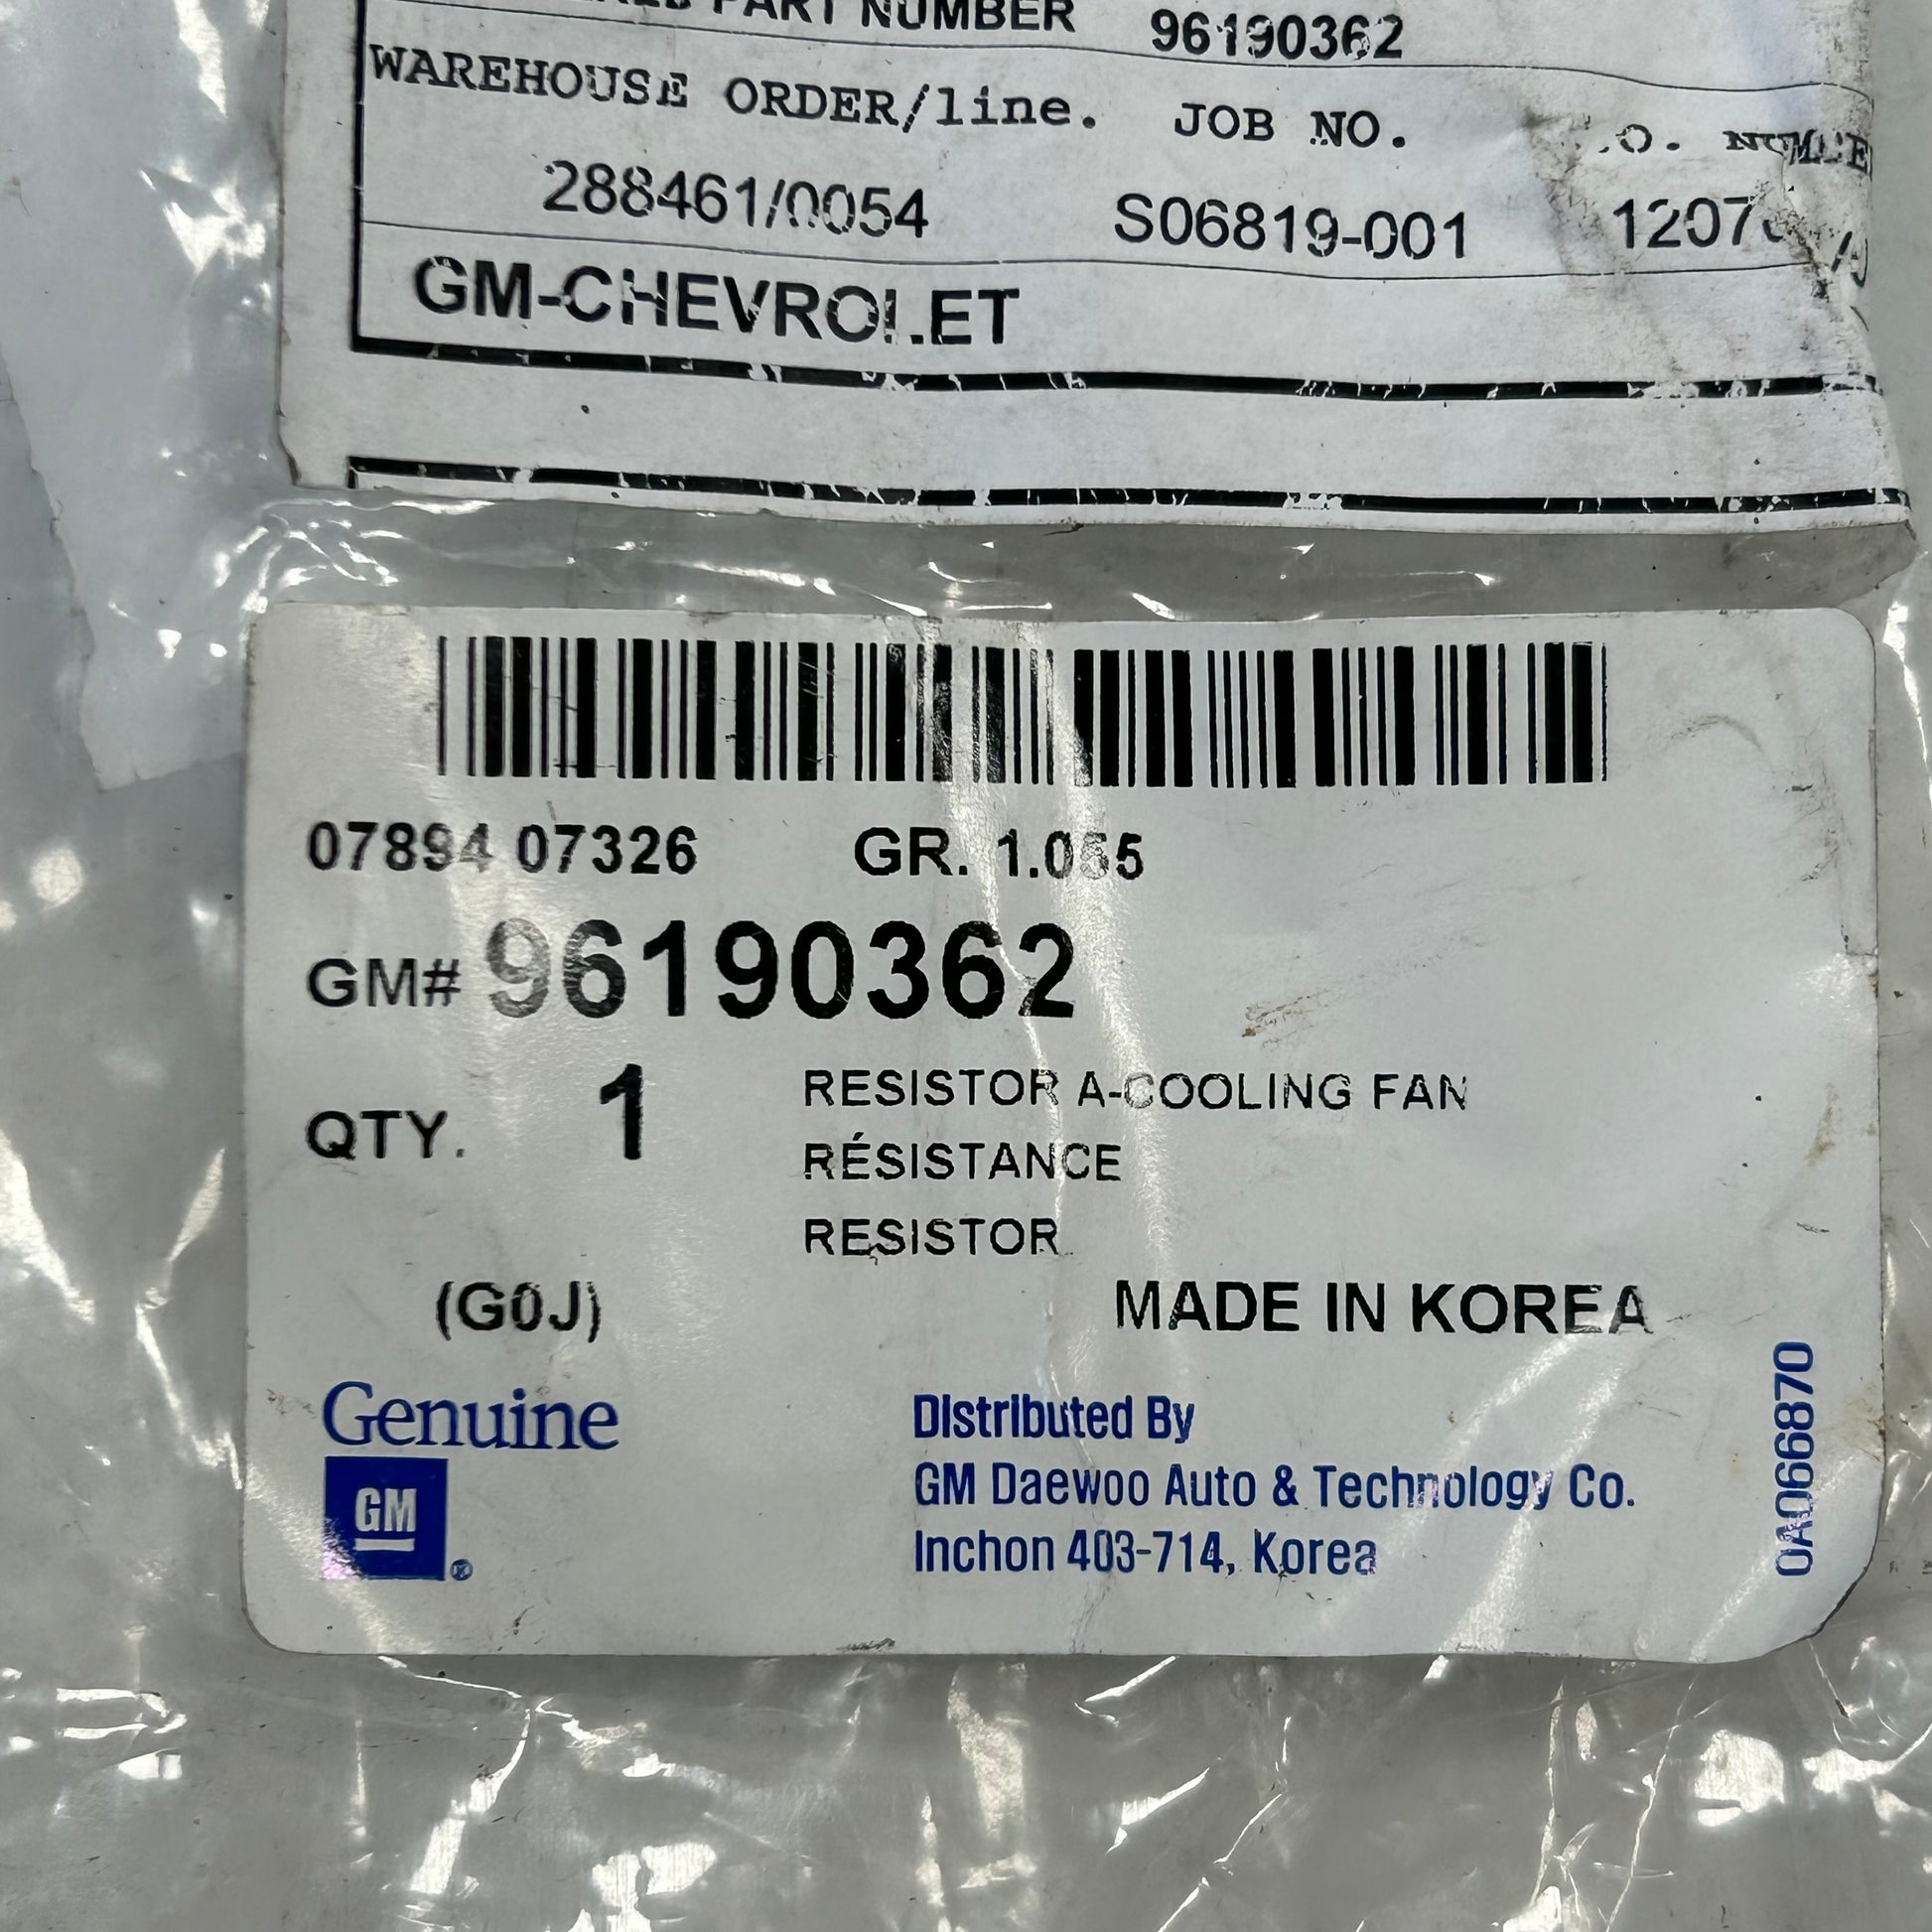 PART NUMBER 96190362
WAREHOUSE ORDER/line. JOB NO.
288461/0054 S06819-001
GM-CHEVROLET
07894 07326 GR. 1.055
GM# 96190362
QTY. 1
RESISTOR A-COOLING FAN
RÉSISTANCE
RESISTOR
(G0J) MADE IN KOREA
Genuine
GM ®
Distributed By
GM Daewoo Auto & Technology Co.
Inchon 403-714, Korea
0A066870